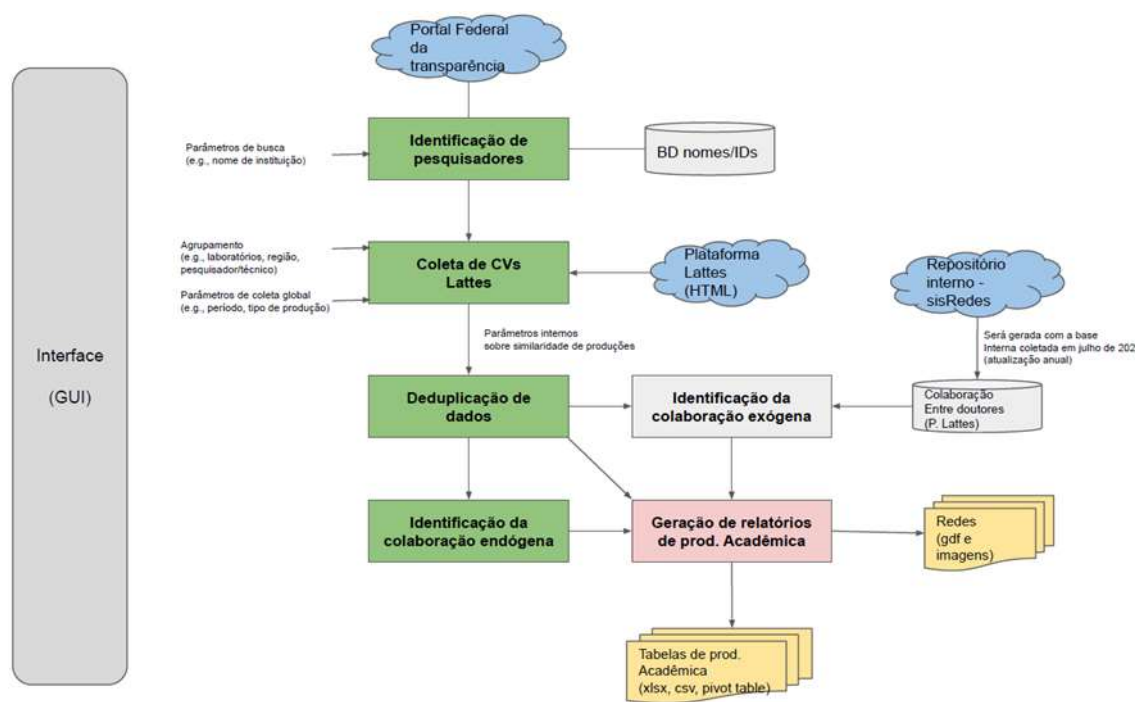 Portal Federal
da
transparência
Identificação de
pesquisadores
BD nomes/IDs
Parâmetros de busca
(e.g., nome de instituição)
Agrupamento
(e.g., laboratórios, região,
pesquisador/técnico)
Coleta de CVs
Lattes
Plataforma
Lattes
(HTML)
Repositório
interno -
sisRedes
Parâmetros de coleta global
(e.g., período, tipo de produção)
Interface
(GUI)
Parâmetros internos
sobre similaridade de produções
Será gerada com a base
Interna coletada em julho de 202
(atualização anual)
Deduplicação de
dados
Identificação da
colaboração exógena
Colaboração
Entre doutores
(P. Lattes)
Identificação da
colaboração endógena
Geração de relatórios
de prod. Acadêmica
Redes
(gdf e
imagens)
Tabelas de prod.
Acadêmica
(xlsx, csv, pivot table)